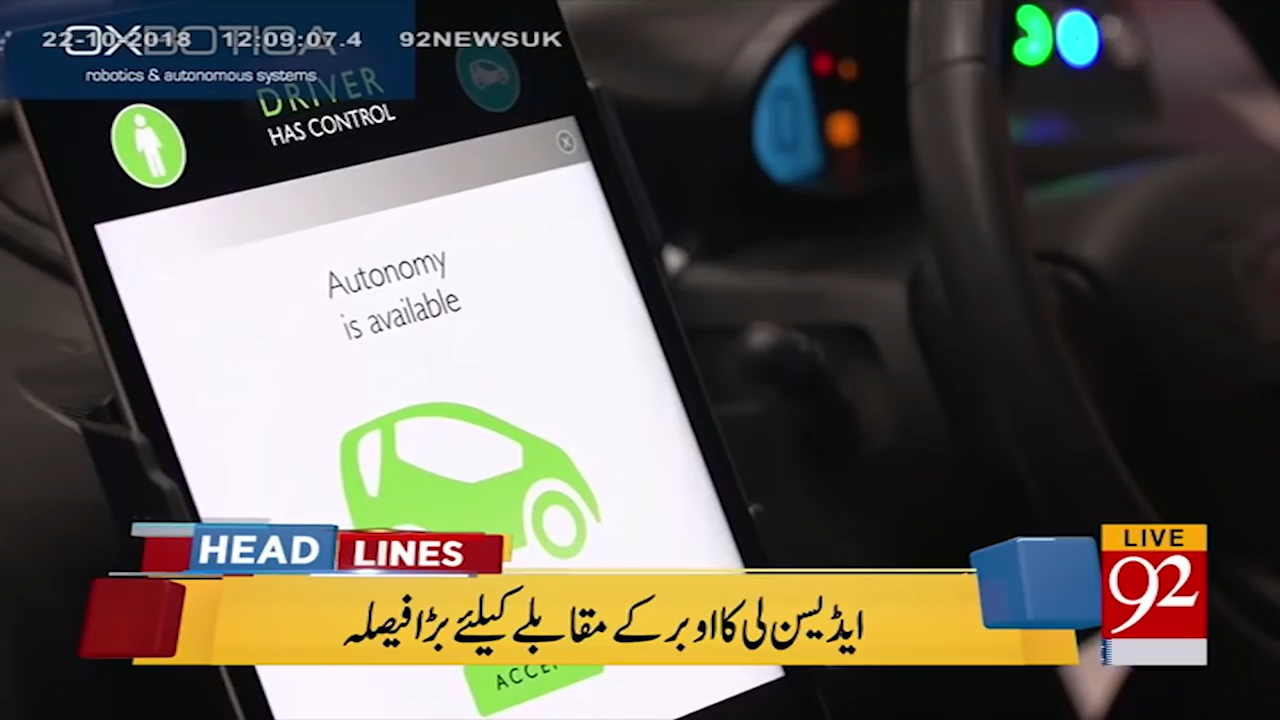 OXBOTICA
22-10-2018 12:09:07.4 92NEWSUK
robotics & autonomous systems
DRIVER
HAS CONTROL
Autonomy
is available
HEAD LINES
LIVE
92
ایڈیسن لی کا اوبر کے مقابلے کیلئے بڑا فیصلہ